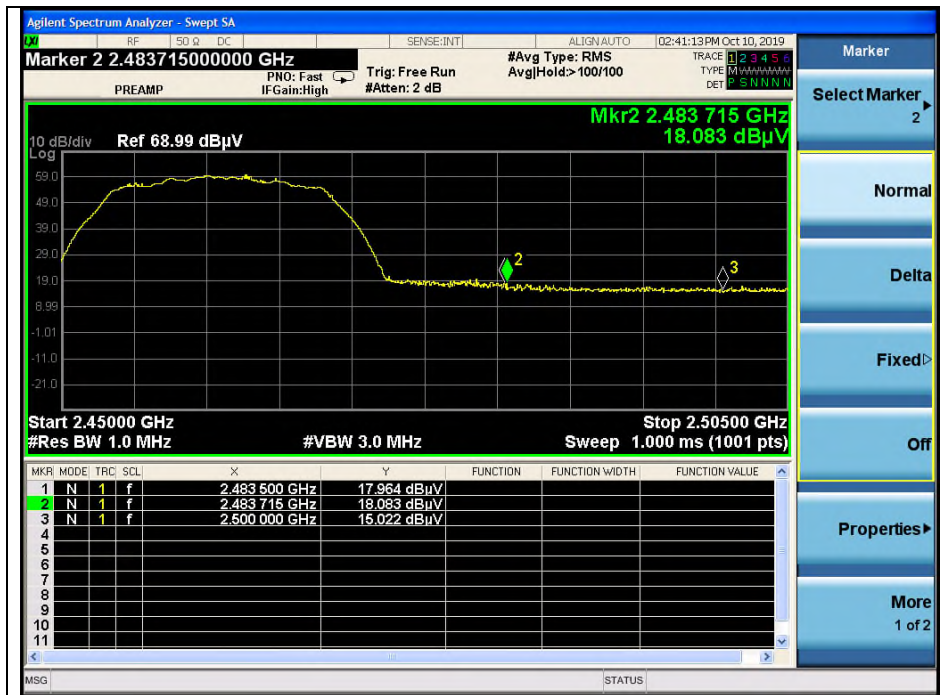 Agilent Spectrum Analyzer - Swept SA
LXI RF 50 Ω DC SENSE:INT ALIGNAUTO 02:41:13PM Oct 10, 2019
Marker 2 2.483715000000 GHz #Avg Type: RMS TRACE 1 2 3 4 5 6
PNO: Fast Trig: Free Run Avg|Hold:>100/100 TYPE M
PREAMP IFGain:High #Atten: 2 dB DET P S N N N N
Mkr2 2.483 715 GHz
10 dB/div Ref 68.99 dBµV 18.083 dBµV
Log
59.0
49.0
39.0
29.0
19.0
8.99
-1.01
-11.0
-21.0
2
3
Start 2.45000 GHz Stop 2.50500 GHz
#Res BW 1.0 MHz #VBW 3.0 MHz Sweep 1.000 ms (1001 pts)
MKR MODE TRC SCL X Y FUNCTION FUNCTION WIDTH FUNCTION VALUE
1 N 1 f 2.483 500 GHz 17.964 dBµV
2 N 1 f 2.483 715 GHz 18.083 dBµV
3 N 1 f 2.500 000 GHz 15.022 dBµV
4
5
6
7
8
9
10
11
MSG STATUS
Marker
Select Marker
2
Normal
Delta
Fixed
Off
Properties
More
1 of 2